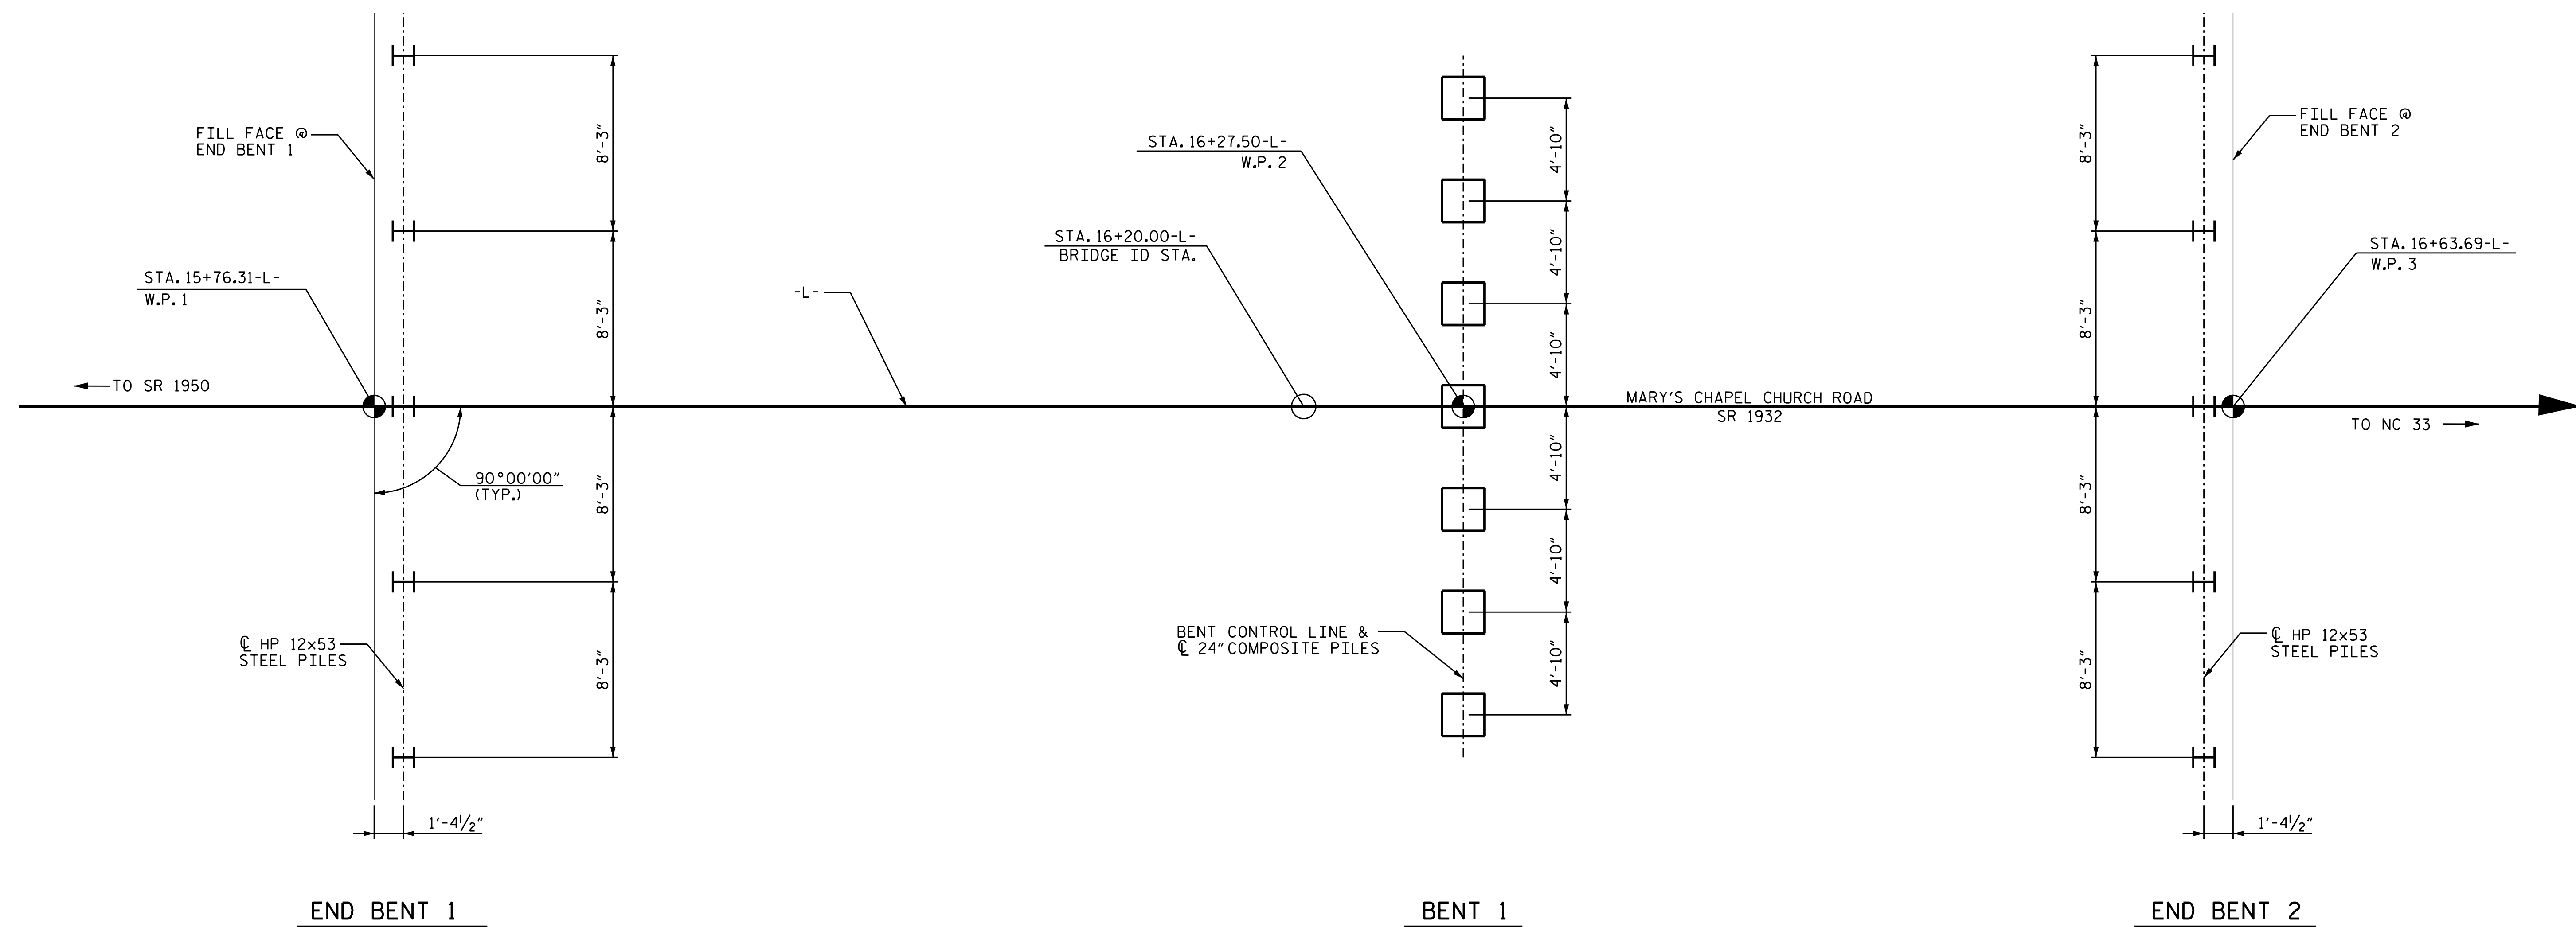 FILL FACE @
END BENT 1
STA. 15+76.31-L-
W.P. 1
TO SR 1950
90°00'00"
(TYP.)
℄ HP 12x53
STEEL PILES
8'-3"
8'-3"
8'-3"
8'-3"
1'-4½"
END BENT 1
-L-
STA. 16+20.00-L-
BRIDGE ID STA.
STA. 16+27.50-L-
W.P. 2
4'-10"
4'-10"
4'-10"
4'-10"
4'-10"
4'-10"
BENT CONTROL LINE &
℄ 24" COMPOSITE PILES
BENT 1
MARY'S CHAPEL CHURCH ROAD
SR 1932
8'-3"
8'-3"
8'-3"
8'-3"
FILL FACE @
END BENT 2
STA. 16+63.69-L-
W.P. 3
TO NC 33
℄ HP 12x53
STEEL PILES
1'-4½"
END BENT 2